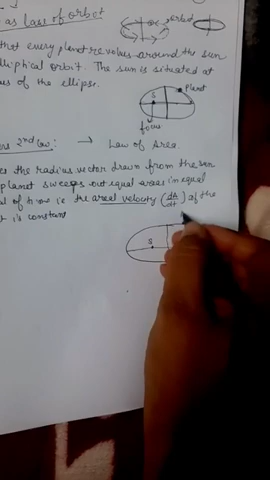 as law of orbit
orbit
that every planet revolves around the sun
elliptical orbit. The sun is situated at
of the ellipse.
planet
S
focus
2nd law: → Law of Area.
the radius vector drawn from the sun
planet sweeps out equal areas in equal
of time i.e the areal velocity (dA/dt) of the
is constant
S